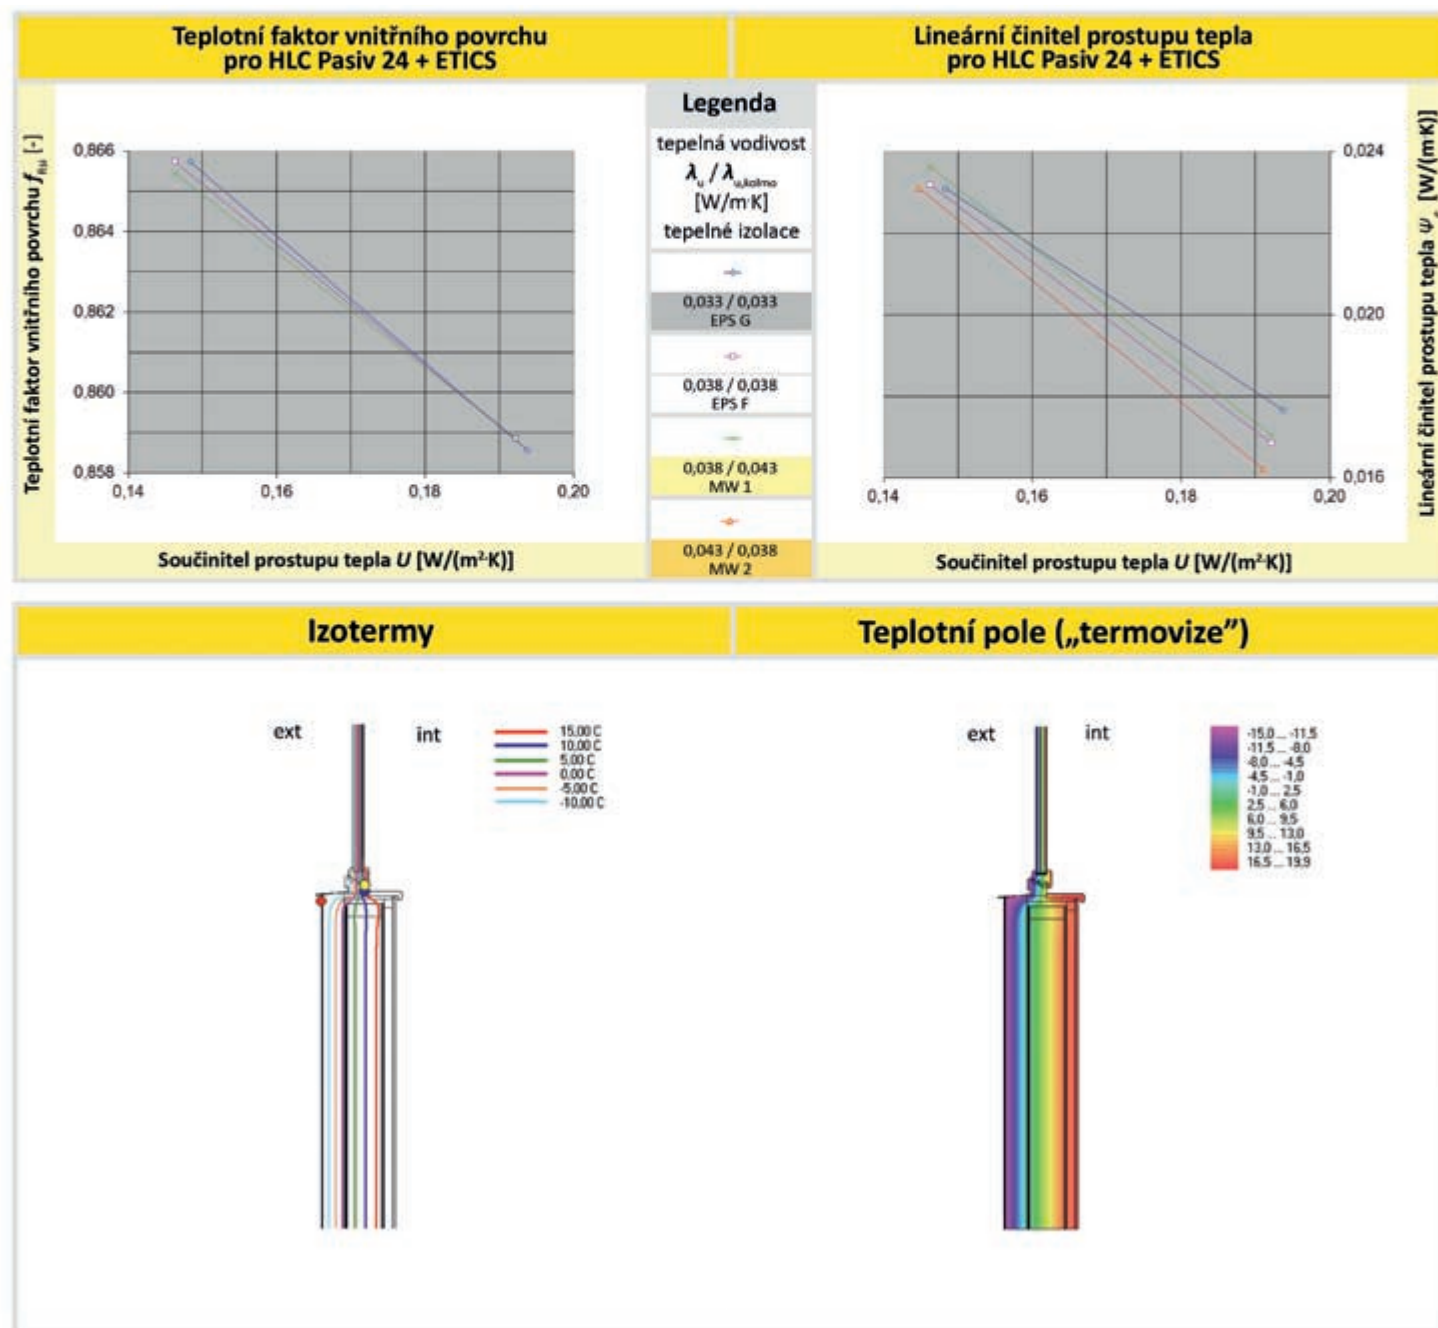 Teplotní faktor vnitřního povrchu
pro HLC Pasiv 24 + ETICS
Lineární činitel prostupu tepla
pro HLC Pasiv 24 + ETICS
Teplotní faktor vnitřního povrchu f [-]
0,866
0,864
0,862
0,860
0,858
0,14
0,16
0,18
0,20
Součinitel prostupu tepla U [W/(m²·K)]
Legenda
tepelná vodivost
λu / λu,kolmo
[W/m·K]
tepelné izolace
0,033 / 0,033
EPS G
0,038 / 0,038
EPS F
0,038 / 0,043
MW 1
0,043 / 0,038
MW 2
0,024
0,020
0,016
0,14
0,16
0,18
0,20
Lineární činitel prostupu tepla Ψ [W/(m·K)]
Součinitel prostupu tepla U [W/(m²·K)]
Izotermy
Teplotní pole („termovize”)
ext
int
15,00 C
10,00 C
5,00 C
0,00 C
-5,00 C
-10,00 C
ext
int
-15,0 ... -11,5
-11,5 ... -8,0
-8,0 ... -4,5
-4,5 ... -1,0
-1,0 ... 2,5
2,5 ... 6,0
6,0 ... 9,5
9,5 ... 13,0
13,0 ... 16,5
16,5 ... 19,9